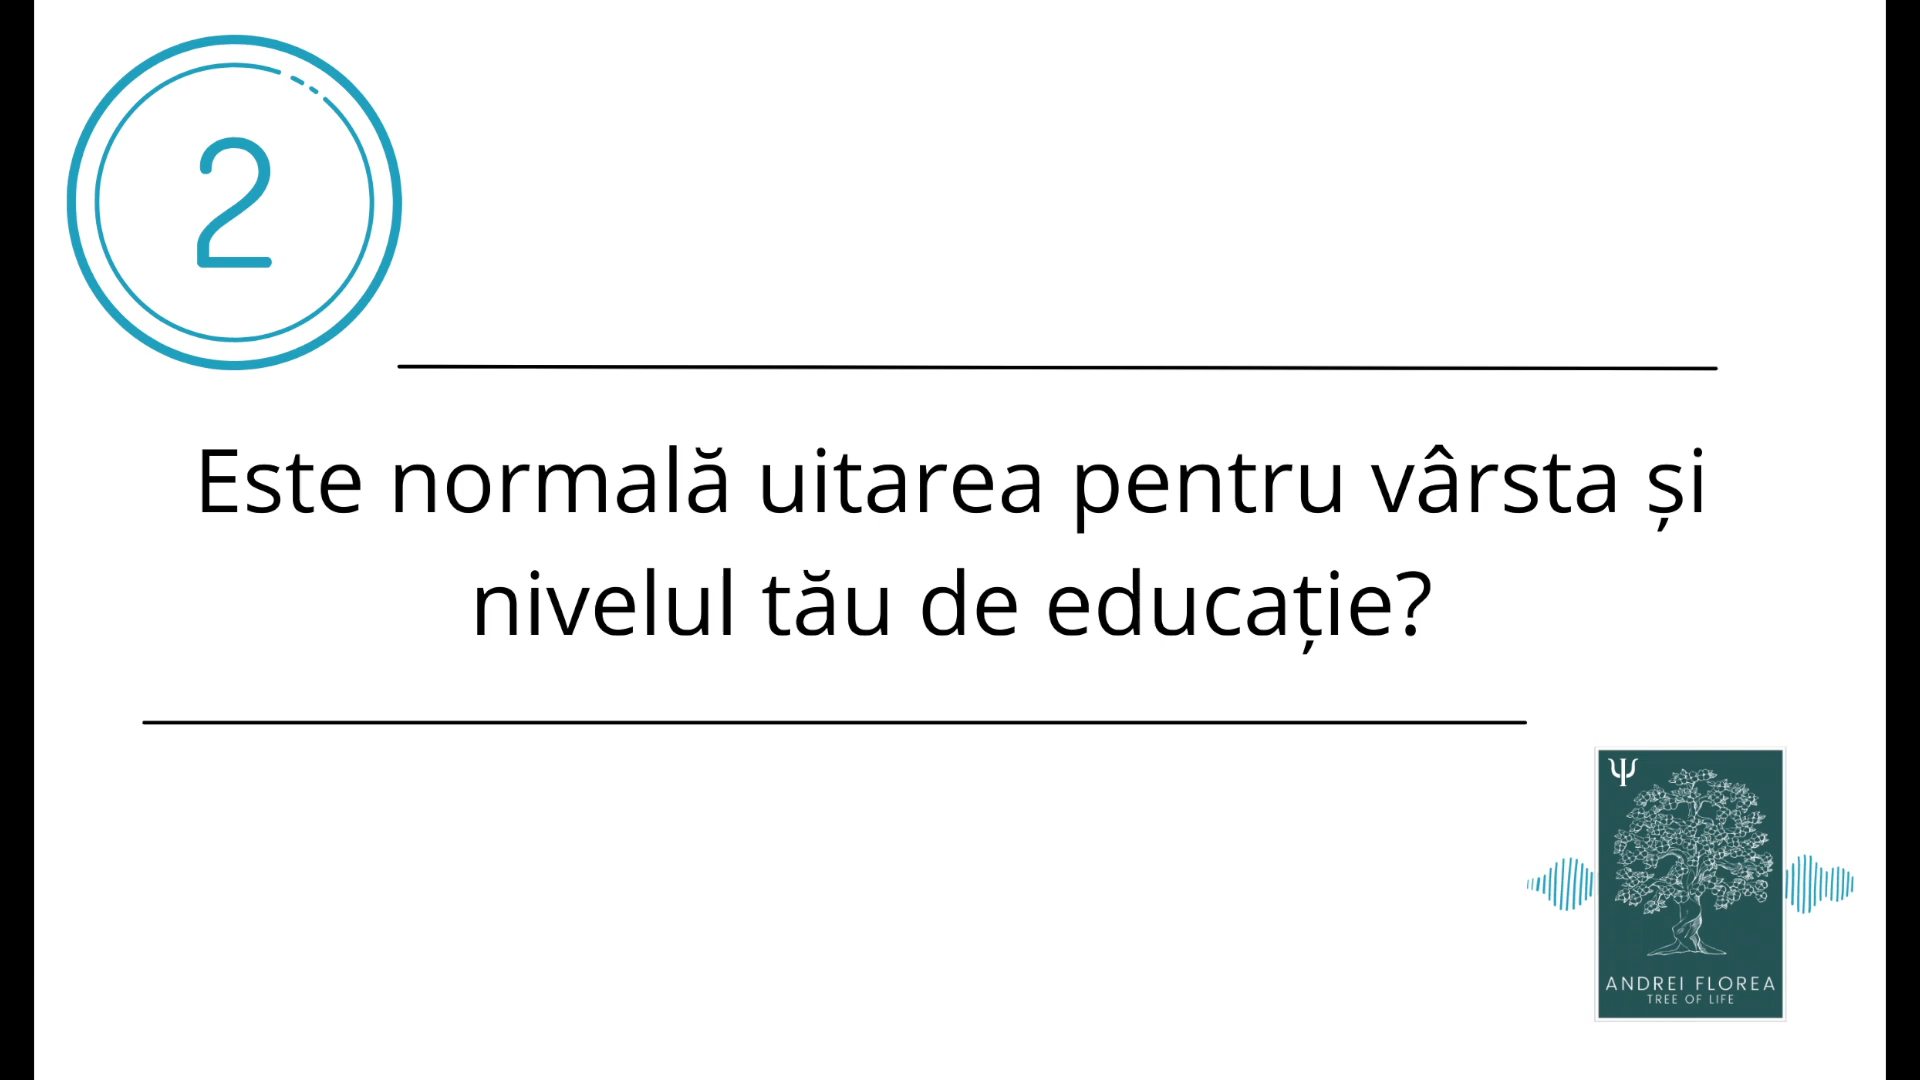 2
Este normală uitarea pentru vârsta și
nivelul tău de educație?
Ψ
ANDREI FLOREA
TREE OF LIFE